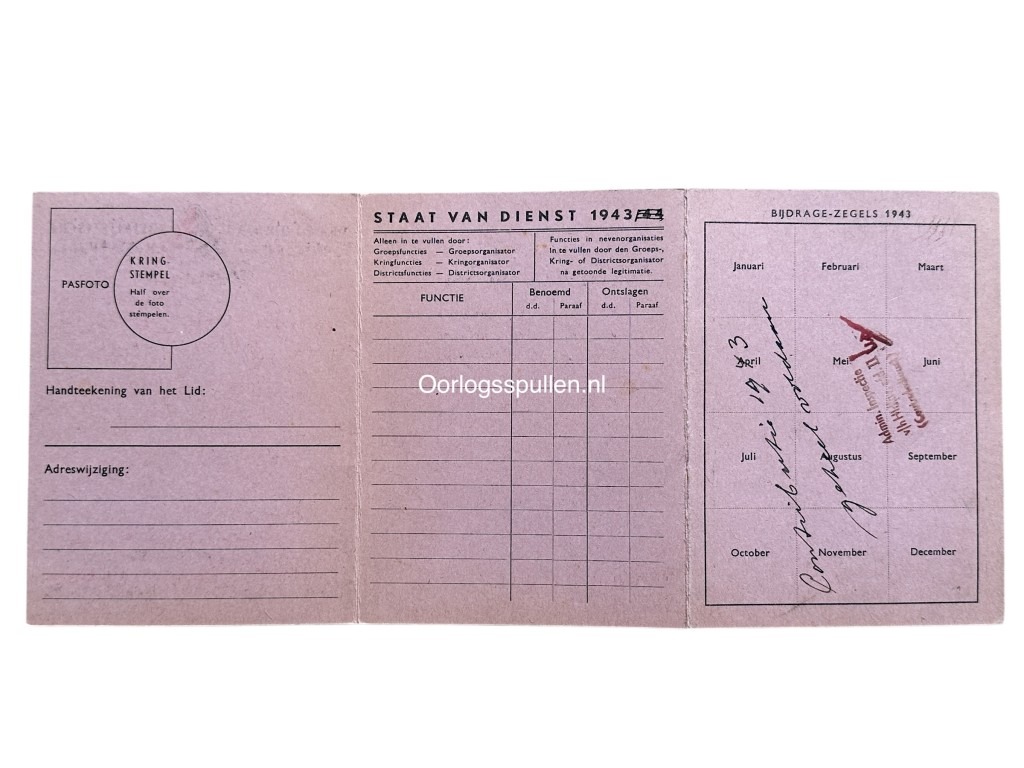 PASFOTO
KRING-
STEMPEL
Half over
de foto
stempelen.
Handteekening van het Lid:
Adreswijziging:
STAAT VAN DIENST 1943/44
Alleen in te vullen door:
Groepsfuncties — Groepsorganisator
Kringfuncties — Kringorganisator
Districtsfuncties — Districtsorganisator
Functies in nevenorganisaties
In te vullen door den Groeps-,
Kring- of Districtsorganisator
na getoonde legitimatie.
FUNCTIE
Benoemd
Ontslagen
d.d. Paraaf d.d. Paraaf
Oorlogsspullen.nl
BIJDRAGE-ZEGELS 1943
Januari Februari Maart
April Mei Juni
Juli Augustus September
October November December
Contributie 1943
geheel voldaan
Admin. Inspectie